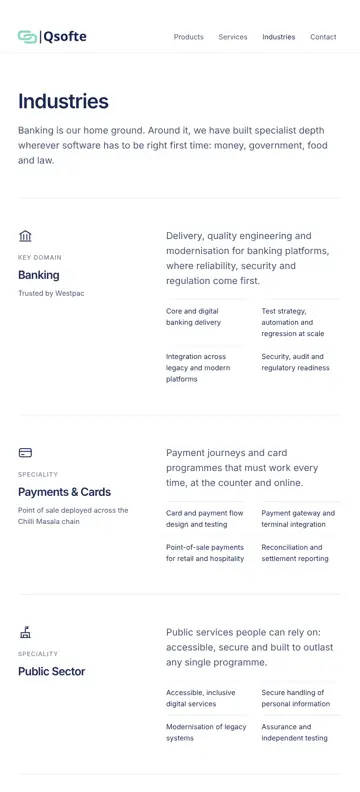 Qsofte
Products Services Industries Contact
Industries
Banking is our home ground. Around it, we have built specialist depth
wherever software has to be right first time: money, government, food
and law.
KEY DOMAIN
Banking
Trusted by Westpac
Delivery, quality engineering and
modernisation for banking platforms,
where reliability, security and
regulation come first.
Core and digital
banking delivery
Test strategy,
automation and
regression at scale
Integration across
legacy and modern
platforms
Security, audit and
regulatory readiness
SPECIALITY
Payments & Cards
Point of sale deployed across the
Chilli Masala chain
Payment journeys and card
programmes that must work every
time, at the counter and online.
Card and payment flow
design and testing
Payment gateway and
terminal integration
Point-of-sale payments
for retail and hospitality
Reconciliation and
settlement reporting
SPECIALITY
Public Sector
Public services people can rely on:
accessible, secure and built to outlast
any single programme.
Accessible, inclusive
digital services
Secure handling of
personal information
Modernisation of legacy
systems
Assurance and
independent testing